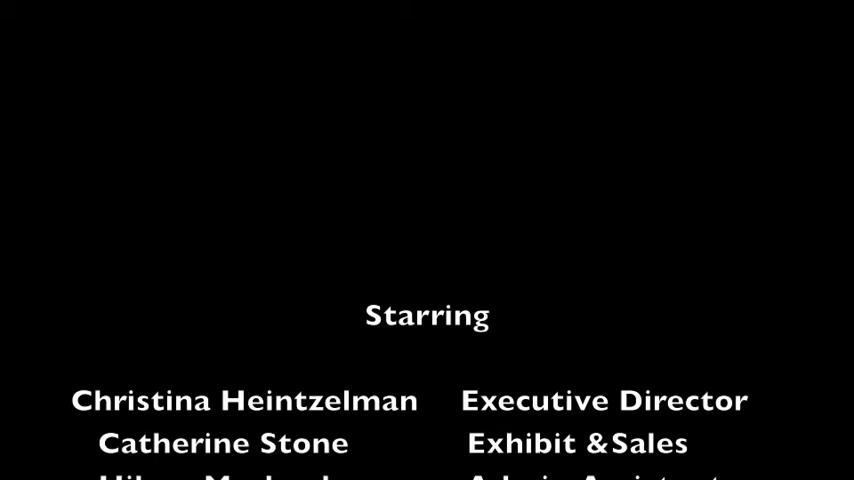 Starring
Christina Heintzelman Executive Director
Catherine Stone Exhibit &Sales